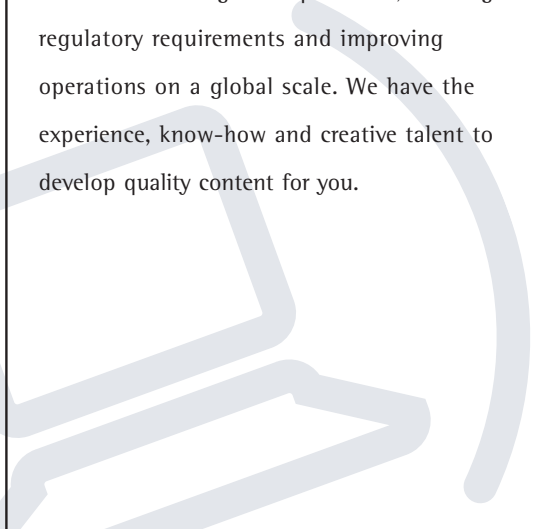 regulatory requirements and improving
operations on a global scale. We have the
experience, know-how and creative talent to
develop quality content for you.